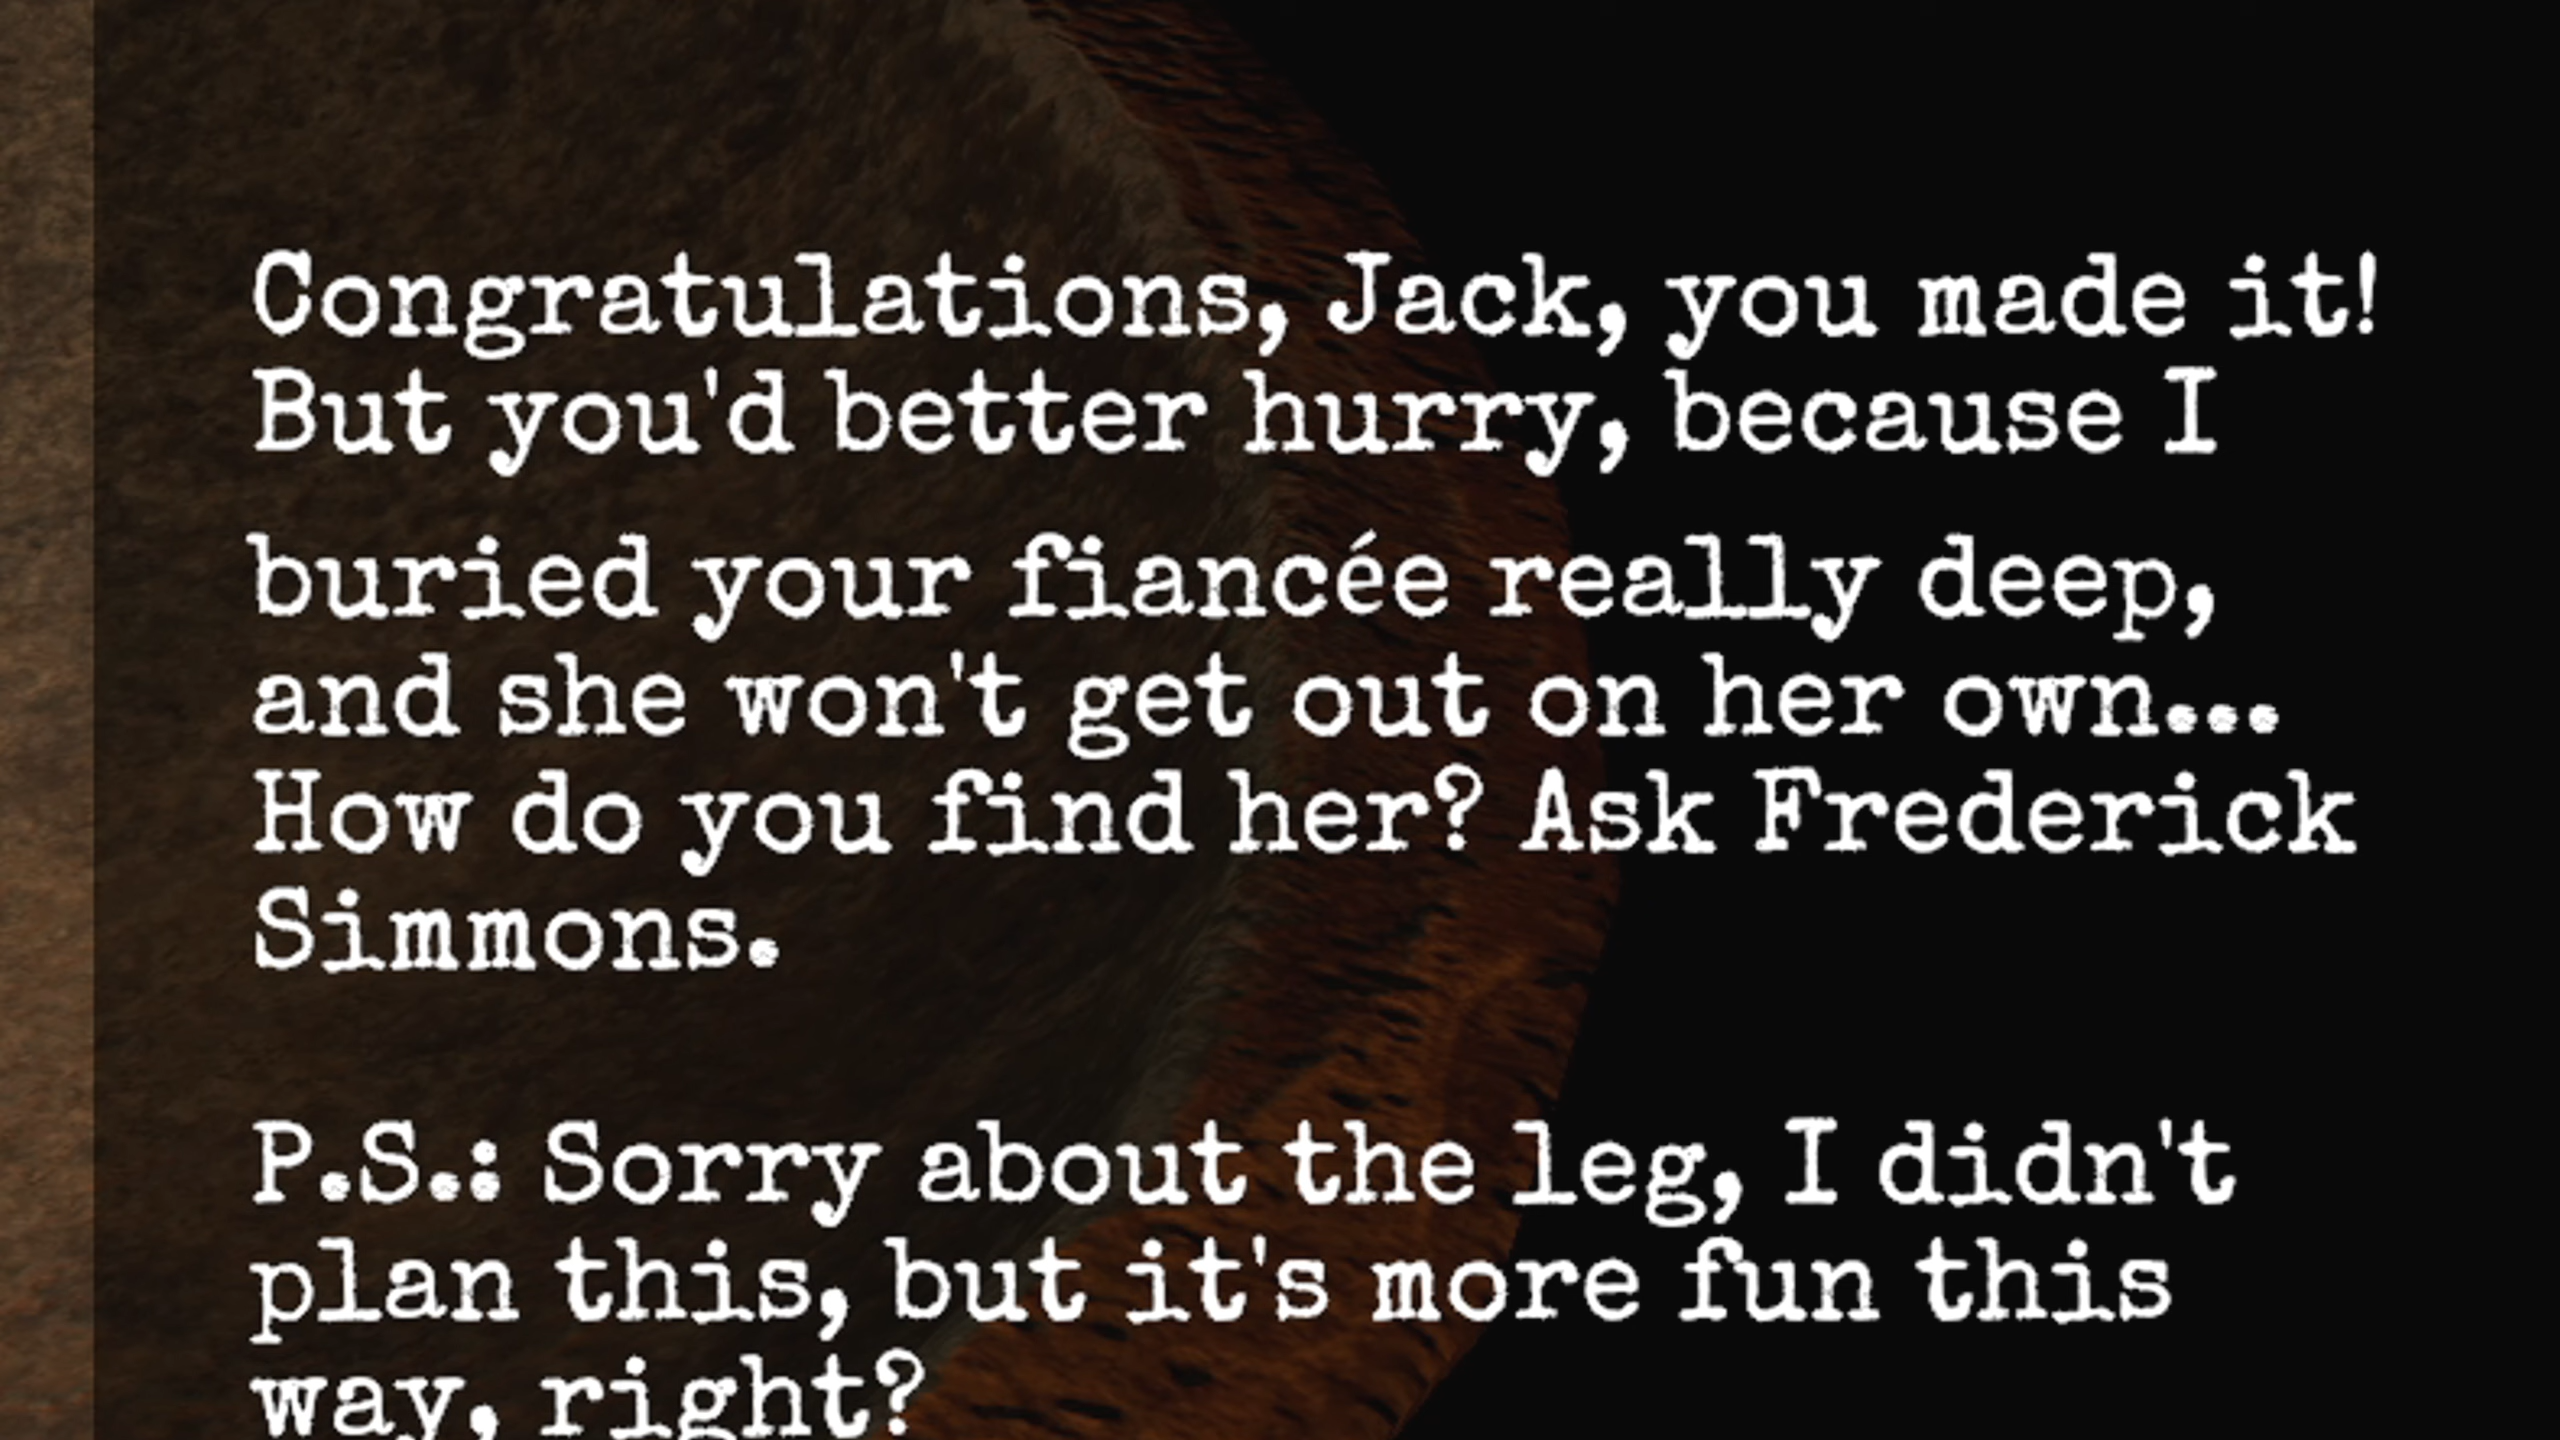 Congratulations, Jack, you made it!
But you'd better hurry, because I
buried your fiancée really deep,
and she won't get out on her own...
How do you find her? Ask Frederick
Simmons.
P.S.: Sorry about the leg, I didn't
plan this, but it's more fun this
way, right?